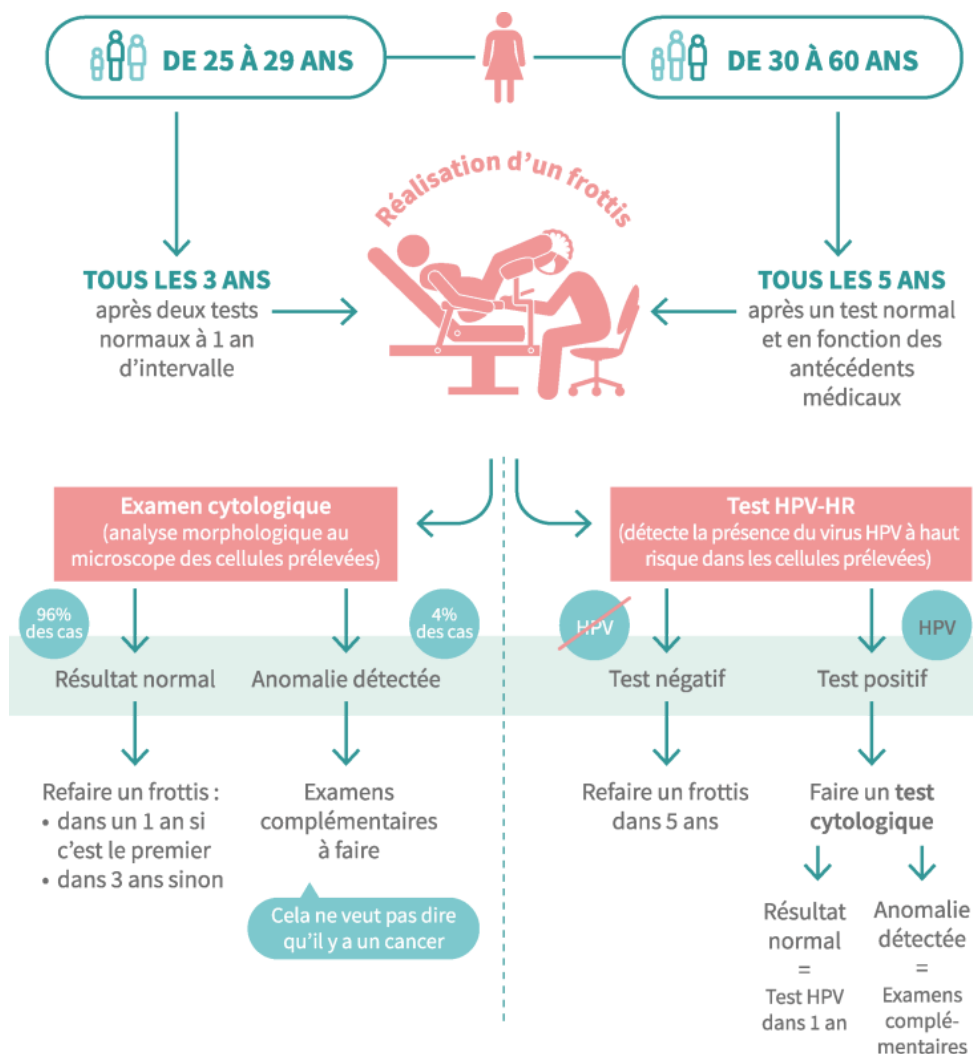 DE 25 À 29 ANS
DE 30 À 60 ANS
Réalisation d'un frottis
TOUS LES 3 ANS
après deux tests
normaux à 1 an
d'intervalle
TOUS LES 5 ANS
après un test normal
et en fonction des
antécédents
médicaux
Examen cytologique
(analyse morphologique au
microscope des cellules prélevées)
Test HPV-HR
(détecte la présence du virus HPV à haut
risque dans les cellules prélevées)
96%
des cas
4%
des cas
HPV
HPV
Résultat normal
Anomalie détectée
Test négatif
Test positif
Refaire un frottis :
• dans un 1 an si
c'est le premier
• dans 3 ans sinon
Examens
complémentaires
à faire
Cela ne veut pas dire
qu'il y a un cancer
Refaire un frottis
dans 5 ans
Faire un test
cytologique
Résultat
normal
=
Test HPV
dans 1 an
Anomalie
détectée
=
Examens
complé-
mentaires